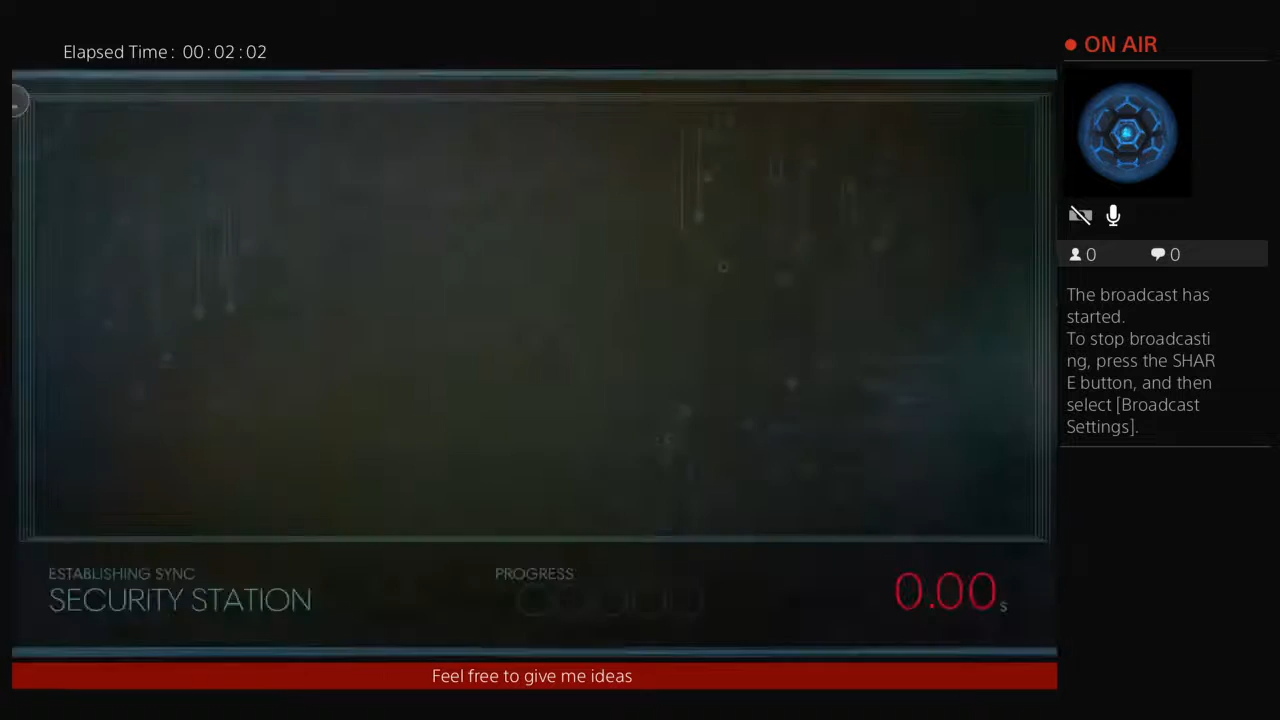 Elapsed Time: 00:02:02
ON AIR
0
0
The broadcast has
started.
To stop broadcasti
ng, press the SHAR
E button, and then
select [Broadcast
Settings].
ESTABLISHING SYNC
SECURITY STATION
PROGRESS
0.00s
Feel free to give me ideas